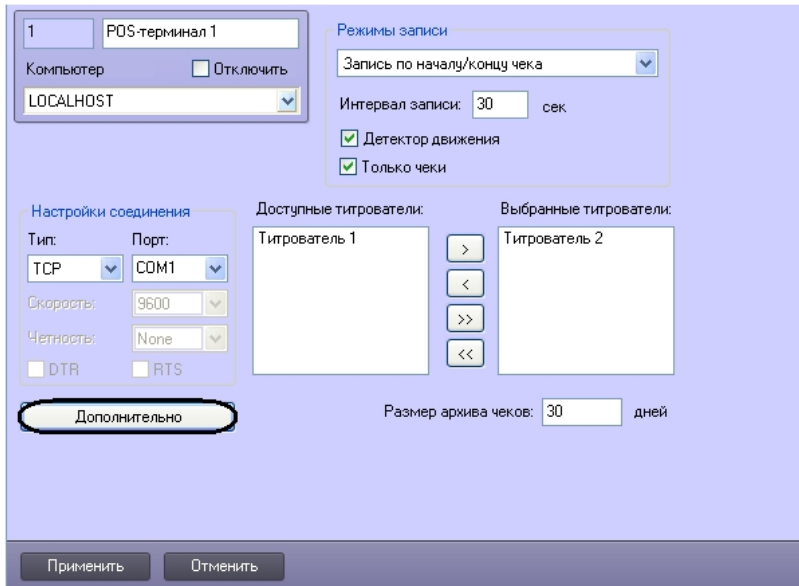 1
POS-терминал 1
Компьютер
Отключить
LOCALHOST
Режимы записи
Запись по началу/концу чека
Интервал записи: 30 сек
Детектор движения
Только чеки
Настройки соединения
Тип: Порт:
TCP COM1
Скорость: 9600
Четность: None
DTR RTS
Доступные титрователи:
Титрователь 1
>
<
>>
<<
Выбранные титрователи:
Титрователь 2
Дополнительно
Размер архива чеков: 30 дней
Применить Отменить